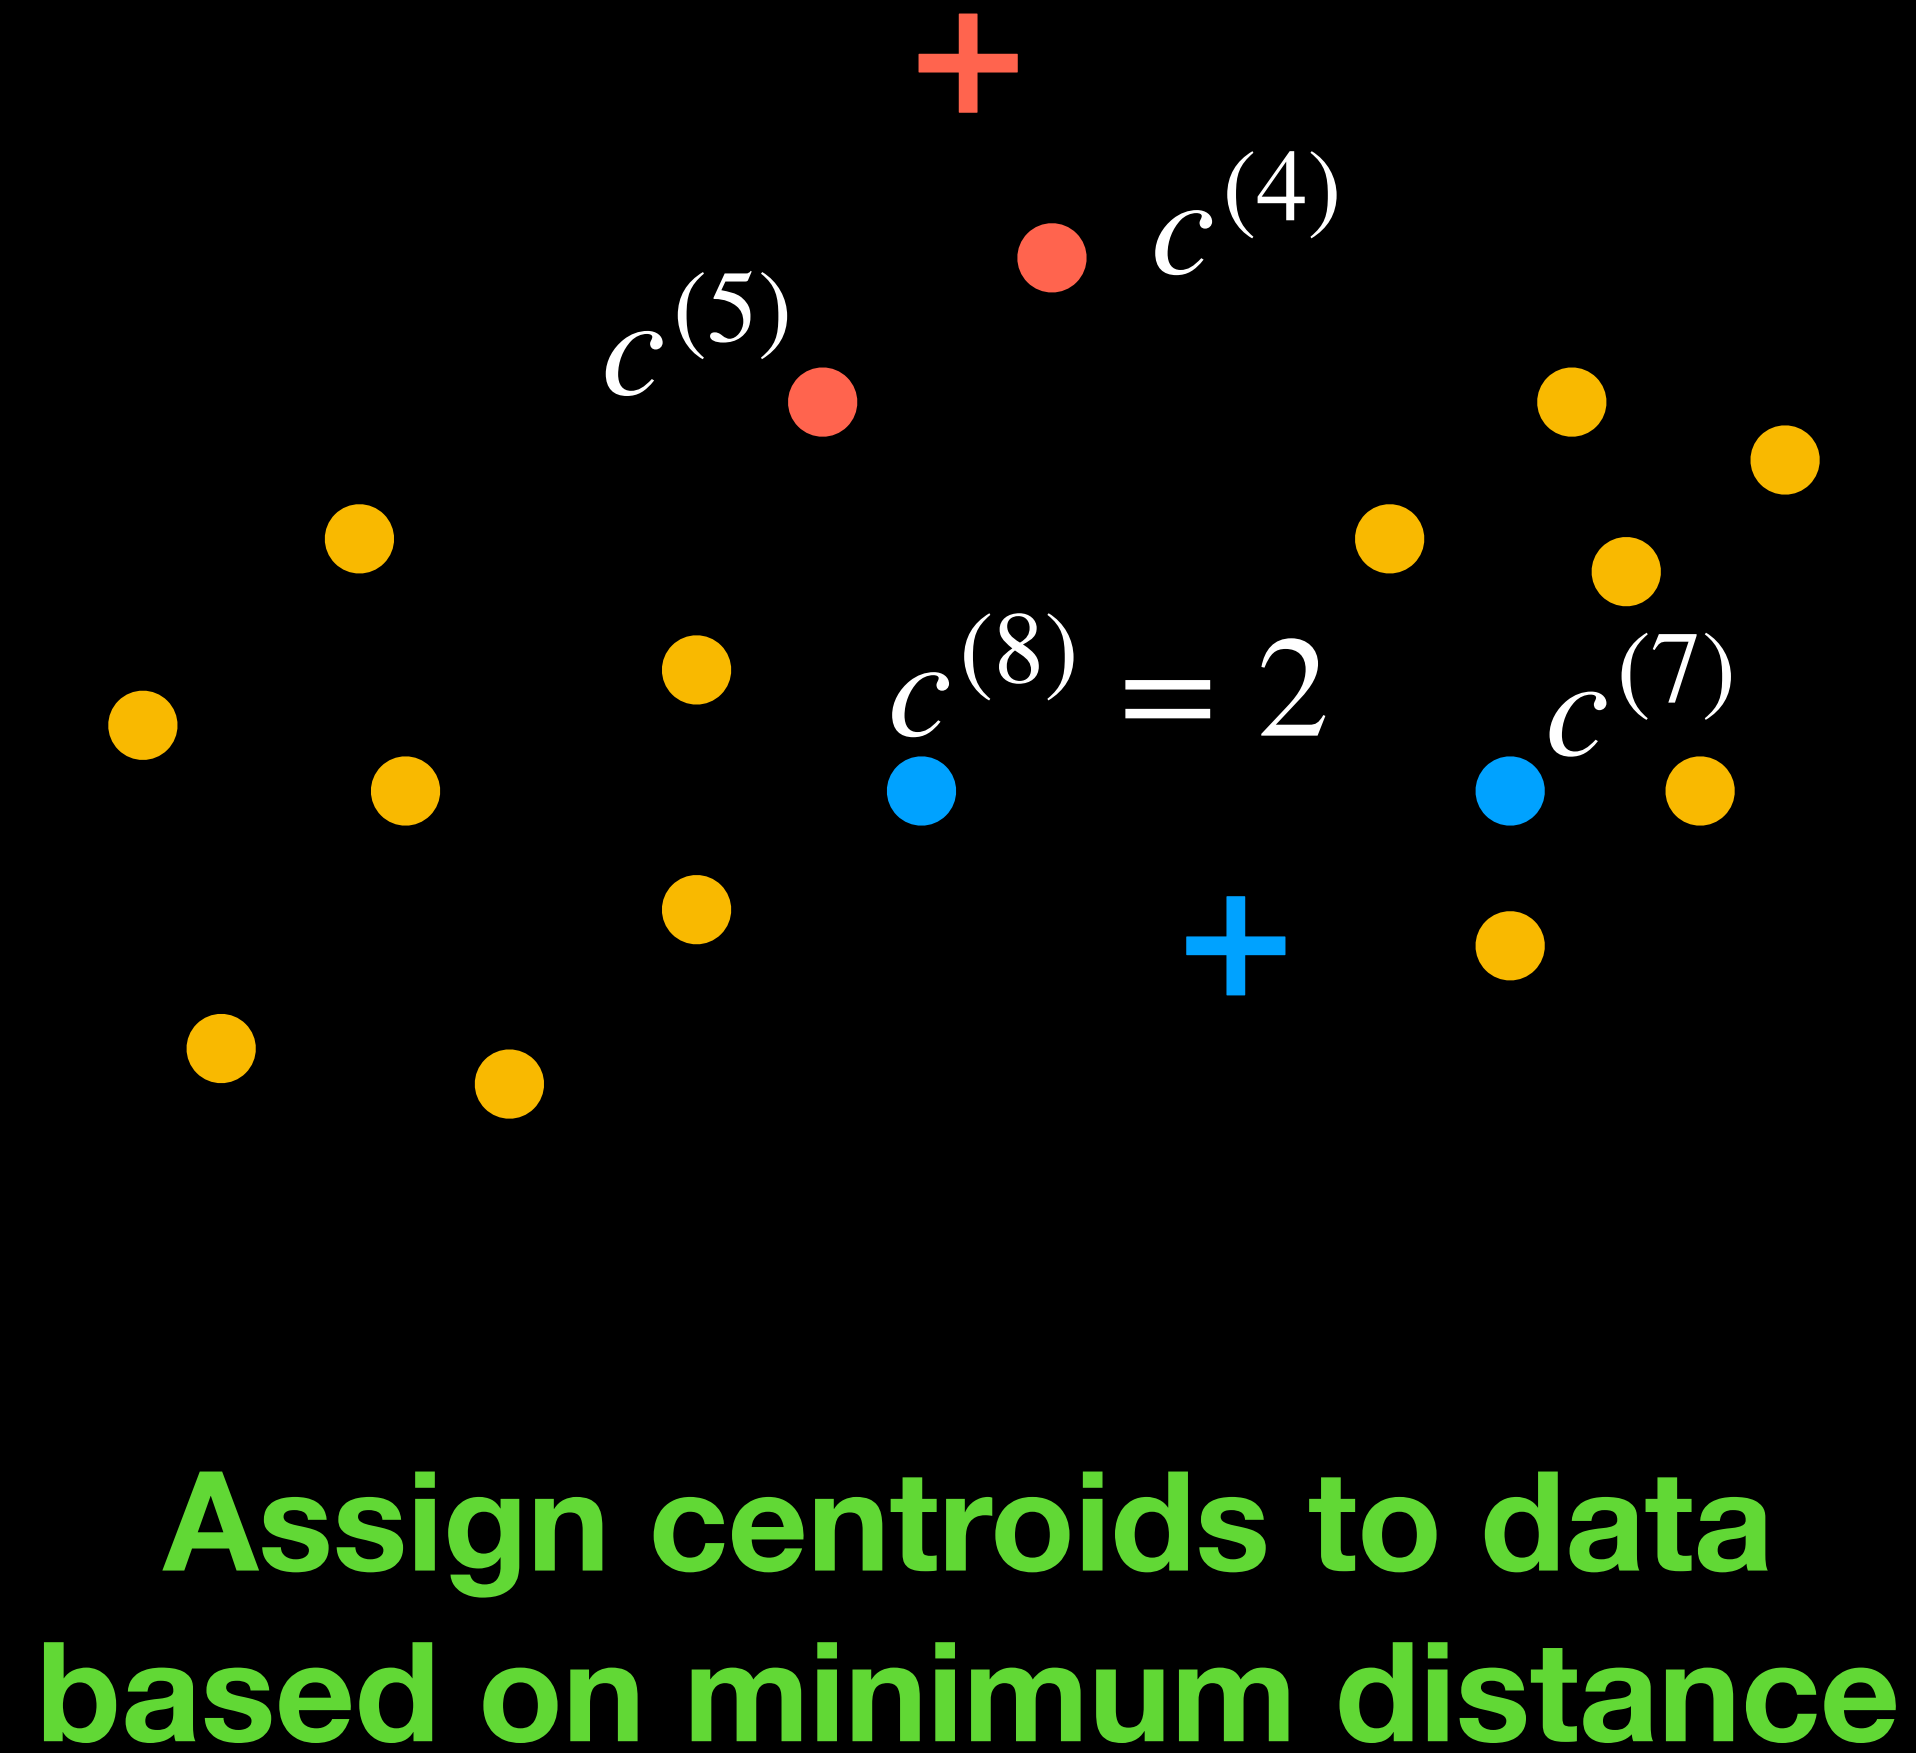 c^(4)
c^(5)
c^(8) = 2
c^(7)
Assign centroids to data
based on minimum distance